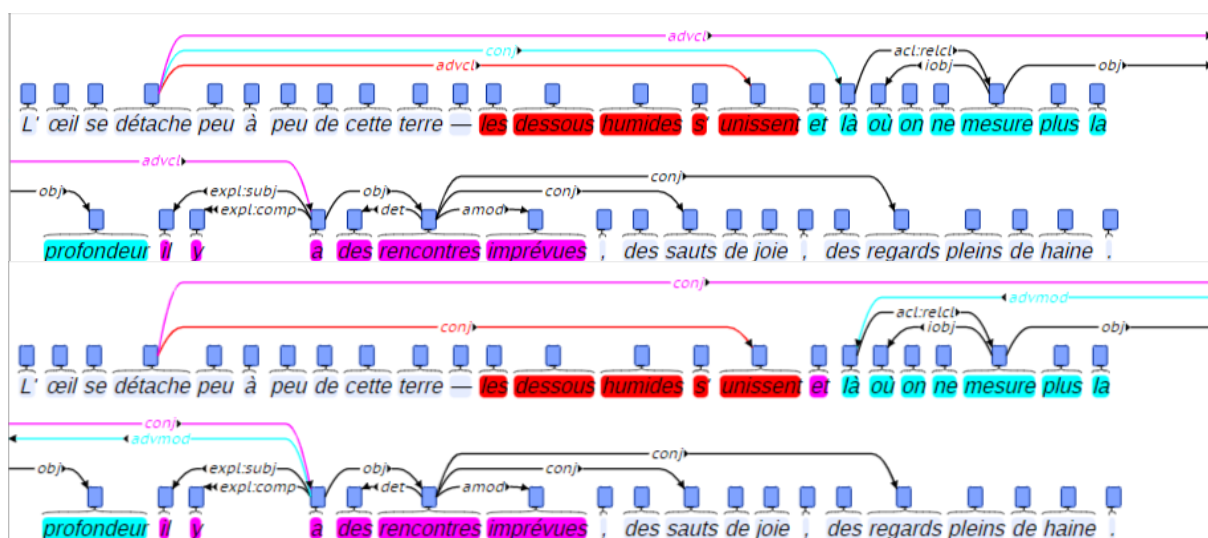 advcl
conj
advcl
acl:relcl
iobj
obj
L' œil se détache peu à peu de cette terre — les dessous humides s' unissent et là où on ne mesure plus la
advcl
obj
expl:subj
expl:comp
obj
det
conj
conj
amod
profondeur il y a des rencontres imprévues , des sauts de joie , des regards pleins de haine .
conj
advmod
conj
acl:relcl
iobj
obj
L' œil se détache peu à peu de cette terre — les dessous humides s' unissent et là où on ne mesure plus la
conj
advmod
obj
expl:subj
expl:comp
obj
det
conj
conj
amod
profondeur il y a des rencontres imprévues , des sauts de joie , des regards pleins de haine .